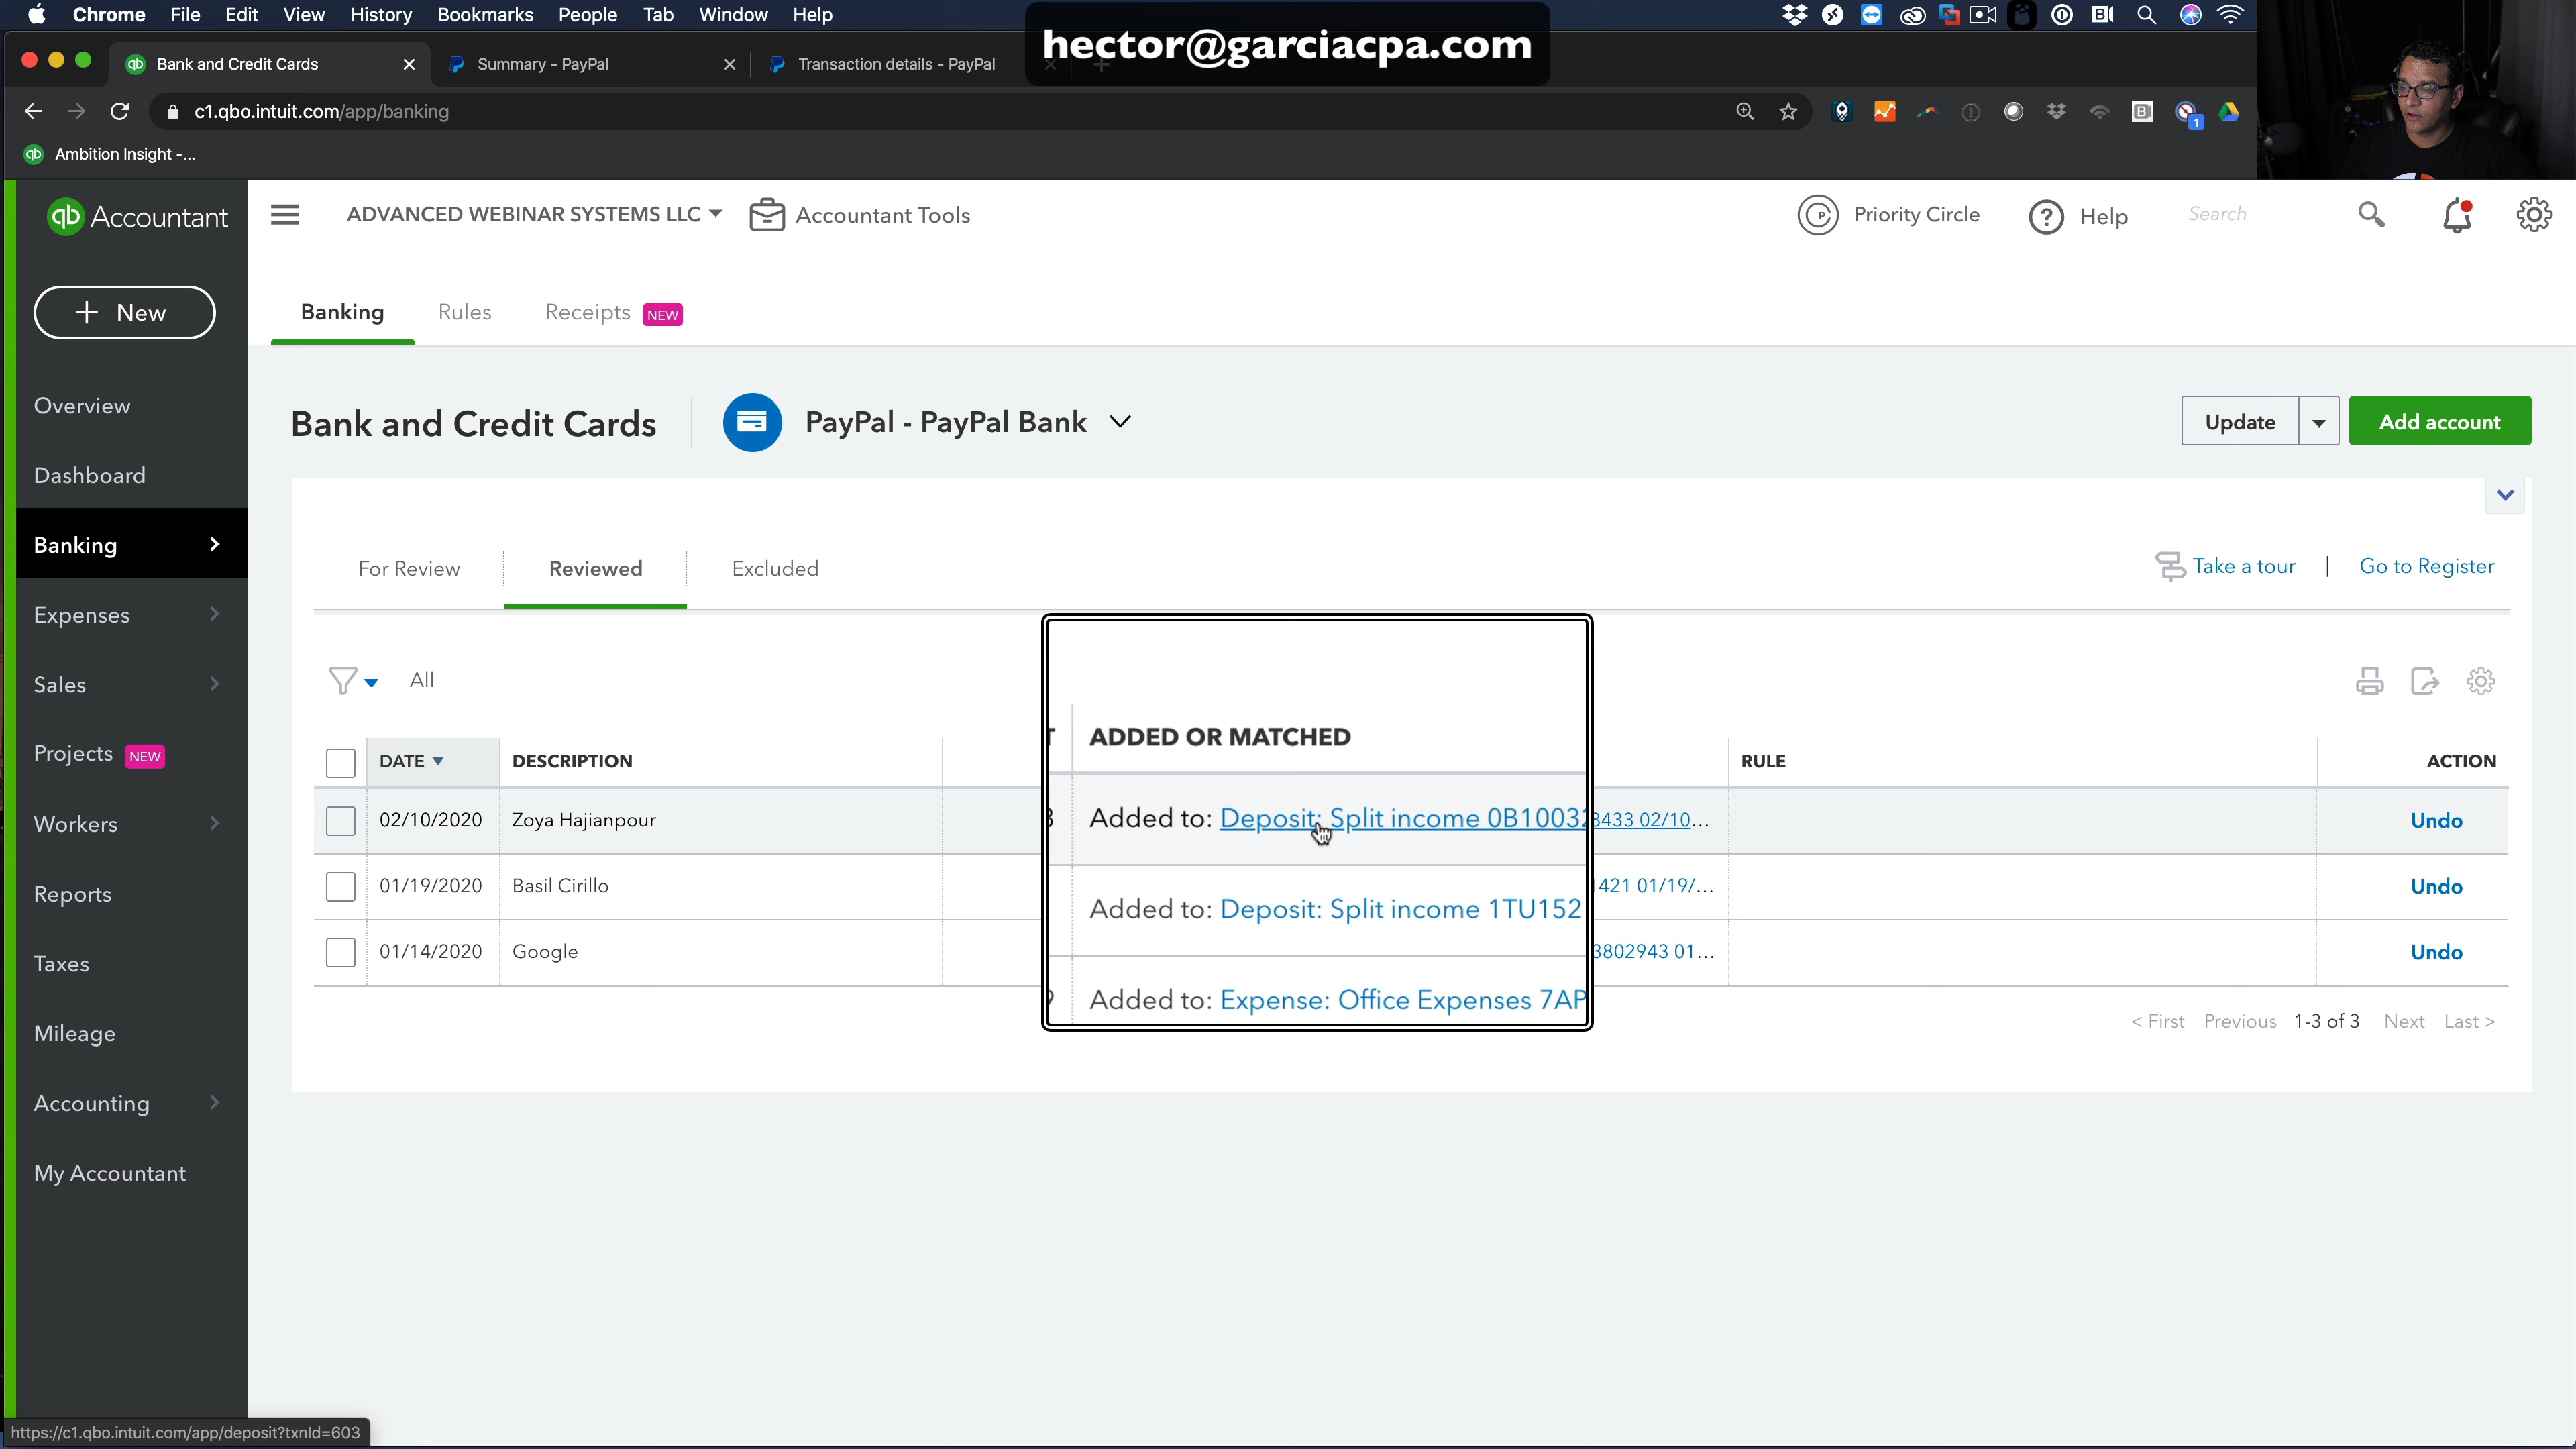 Chrome File Edit View History Bookmarks People Tab Window Help
hector@garciacpa.com
Bank and Credit Cards
Summary - PayPal
Transaction details - PayPal
c1.qbo.intuit.com/app/banking
1
qb Ambition Insight -...
qb Accountant
ADVANCED WEBINAR SYSTEMS LLC
Accountant Tools
Priority Circle
Help
Search
+ New
Banking
Rules
Receipts NEW
Overview
Dashboard
Banking
Expenses
Sales
Projects NEW
Workers
Reports
Taxes
Mileage
Accounting
My Accountant
Bank and Credit Cards
PayPal - PayPal Bank
Update
Add account
For Review
Reviewed
Excluded
Take a tour | Go to Register
All
DATE DESCRIPTION ADDED OR MATCHED RULE ACTION
02/10/2020 Zoya Hajianpour Added to: Deposit: Split income 0B10032 3433 02/10... Undo
01/19/2020 Basil Cirillo Added to: Deposit: Split income 1TU152 1421 01/19/... Undo
01/14/2020 Google Added to: Expense: Office Expenses 7AP 3802943 01... Undo
< First Previous 1-3 of 3 Next Last >
https://c1.qbo.intuit.com/app/deposit?txnId=603